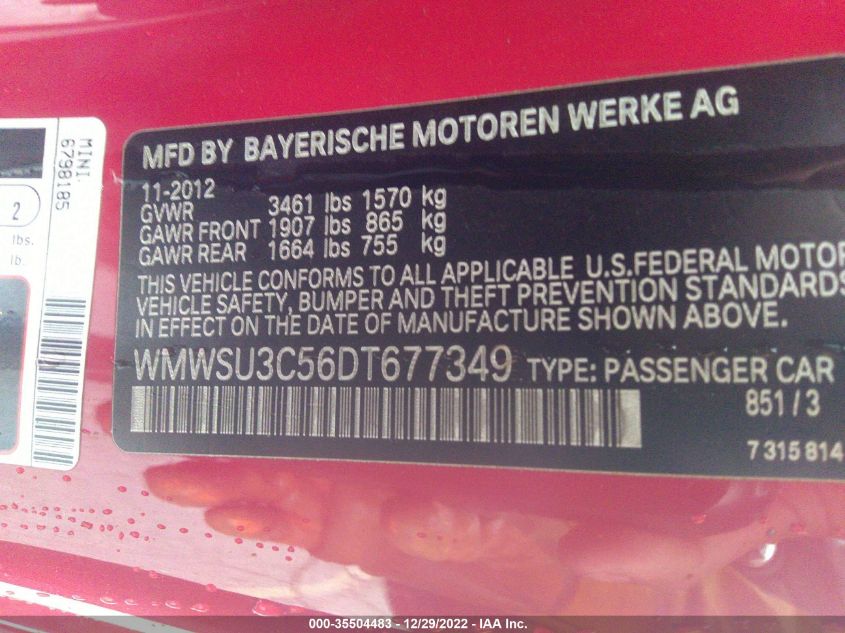 MINI.
6798185
2
lbs.
lb.
MFD BY BAYERISCHE MOTOREN WERKE AG
11-2012
GVWR 3461 lbs 1570 kg
GAWR FRONT 1907 lbs 865 kg
GAWR REAR 1664 lbs 755 kg
THIS VEHICLE CONFORMS TO ALL APPLICABLE U.S.FEDERAL MOTOR
VEHICLE SAFETY, BUMPER AND THEFT PREVENTION STANDARDS
IN EFFECT ON THE DATE OF MANUFACTURE SHOWN ABOVE.
WMWSU3C56DT677349 TYPE: PASSENGER CAR
851/3
7 315 814
000-35504483 - 12/29/2022 - IAA Inc.